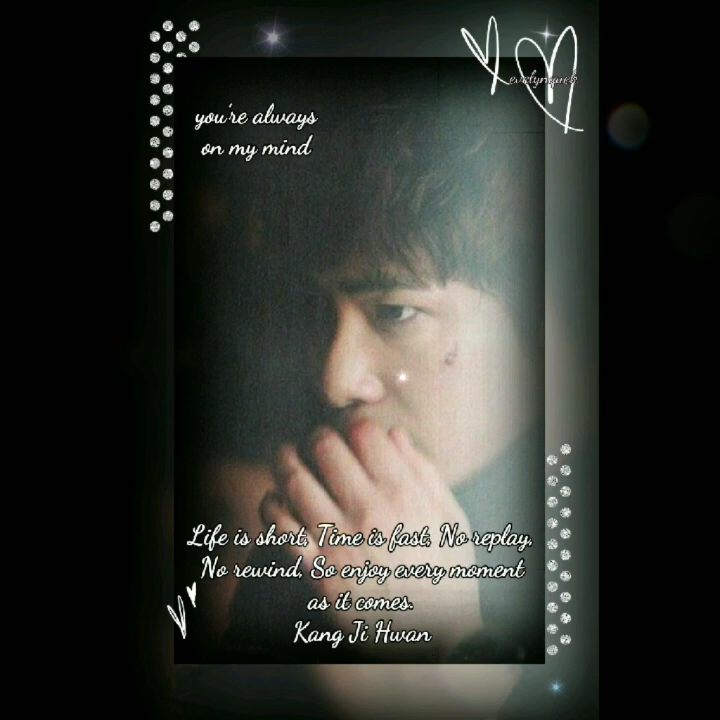 you're always
on my mind
Life is short, Time is fast, No replay,
No rewind, So enjoy every moment
as it comes.
Kang Ji Hwan